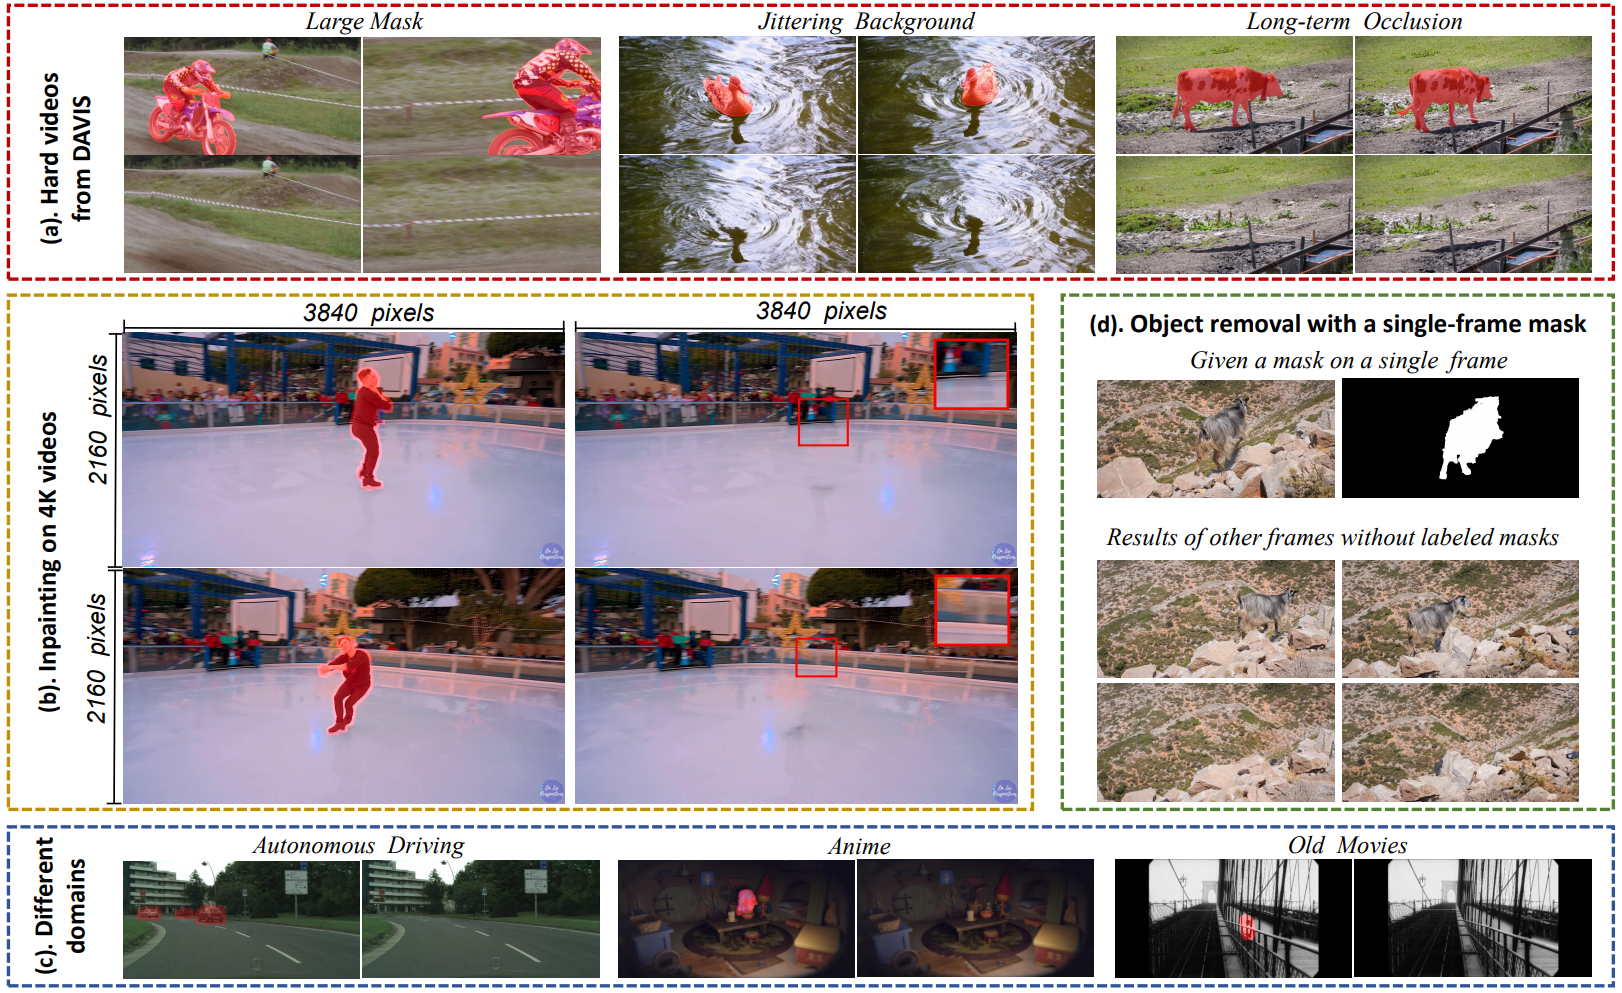 Large Mask
Jittering Background
Long-term Occlusion
(a). Hard videos
from DAVIS
3840 pixels
3840 pixels
2160 pixels
2160 pixels
(b). Inpainting on 4K videos
(d). Object removal with a single-frame mask
Given a mask on a single frame
Results of other frames without labeled masks
(c). Different
domains
Autonomous Driving
Anime
Old Movies